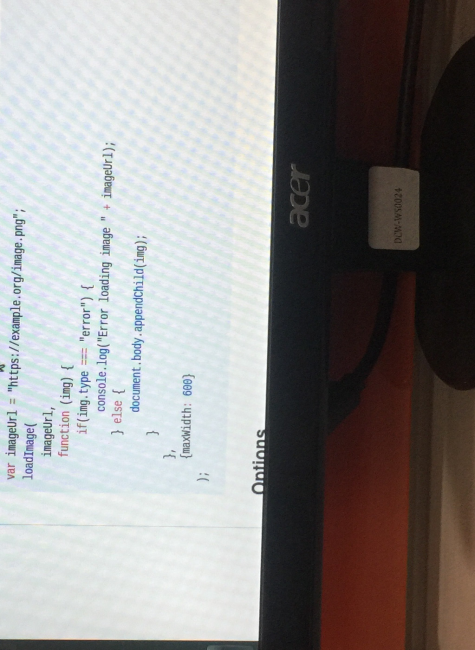 var imageUrl = "https://example.org/image.png";
loadImage(
imageUrl,
function (img) {
if(img.type === "error") {
console.log("Error loading image " + imageUrl);
} else {
document.body.appendChild(img);
}
},
{maxWidth: 600}
);
Options
acer
DCW-WS0024